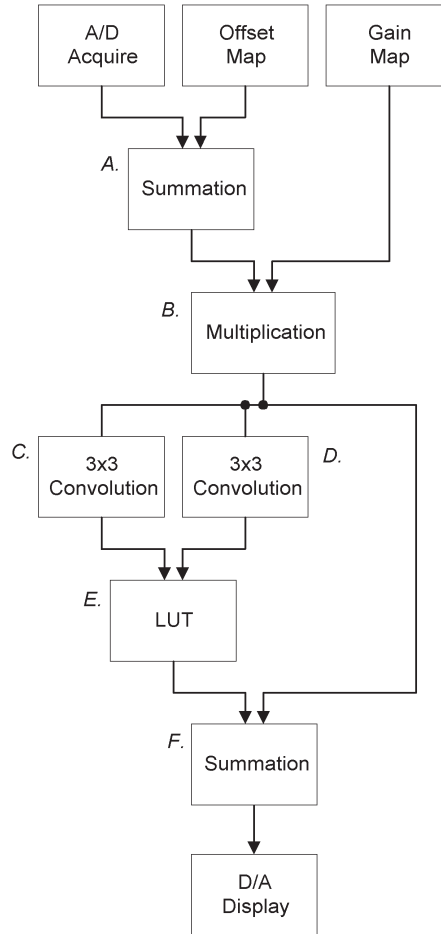 A/D
Acquire
Offset
Map
Gain
Map
A.
Summation
B.
Multiplication
C.
3x3
Convolution
3x3
Convolution
D.
E.
LUT
F.
Summation
D/A
Display